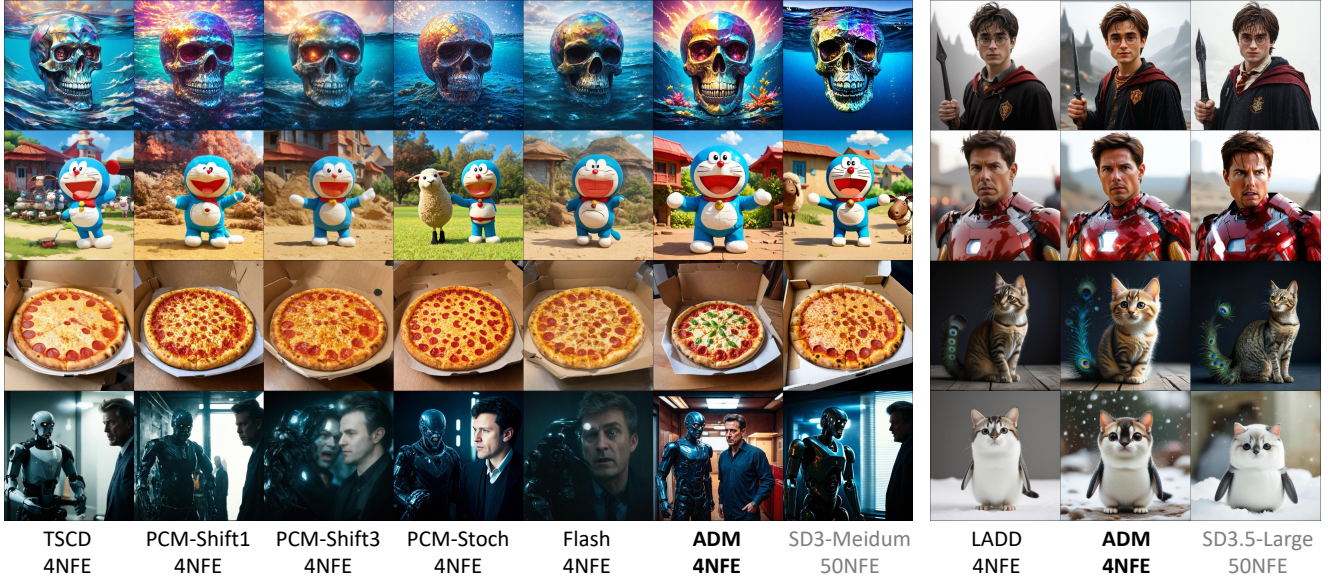 TSCD PCM-Shift1 PCM-Shift3 PCM-Stoch Flash ADM SD3-Meidum LADD ADM SD3.5-Large
4NFE 4NFE 4NFE 4NFE 4NFE 4NFE 50NFE 4NFE 4NFE 50NFE